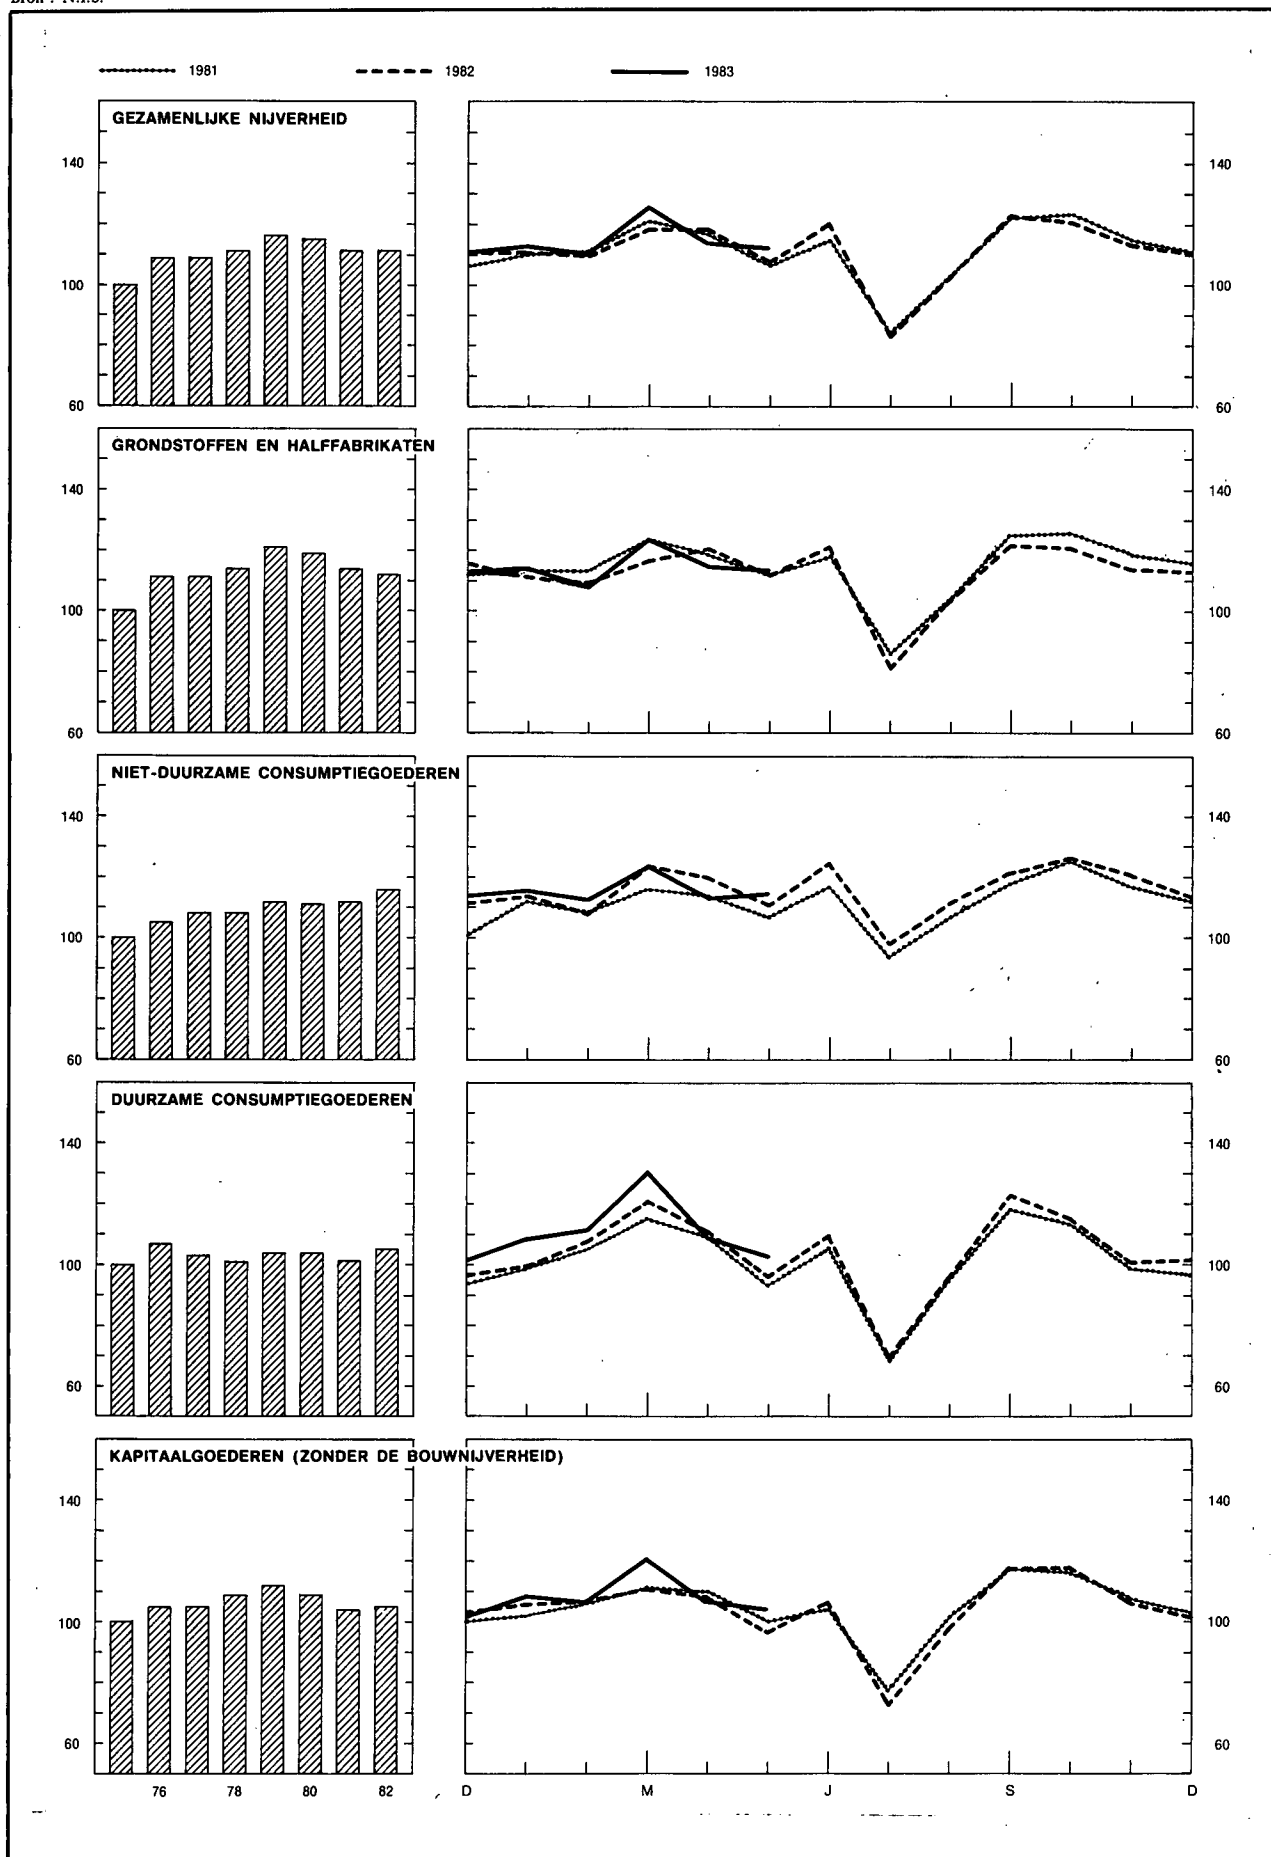 1981 1982 1983
GEZAMENLIJKE NIJVERHEID
140 140
100 100
60 60
GRONDSTOFFEN EN HALFFABRIKATEN
140 140
100 100
60 60
NIET-DUURZAME CONSUMPTIEGOEDEREN
140 140
100 100
60 60
DUURZAME CONSUMPTIEGOEDEREN
140 140
100 100
60 60
KAPITAALGOEDEREN (ZONDER DE BOUWNIJVERHEID)
140 140
100 100
60 60
76 78 80 82 D M J S D